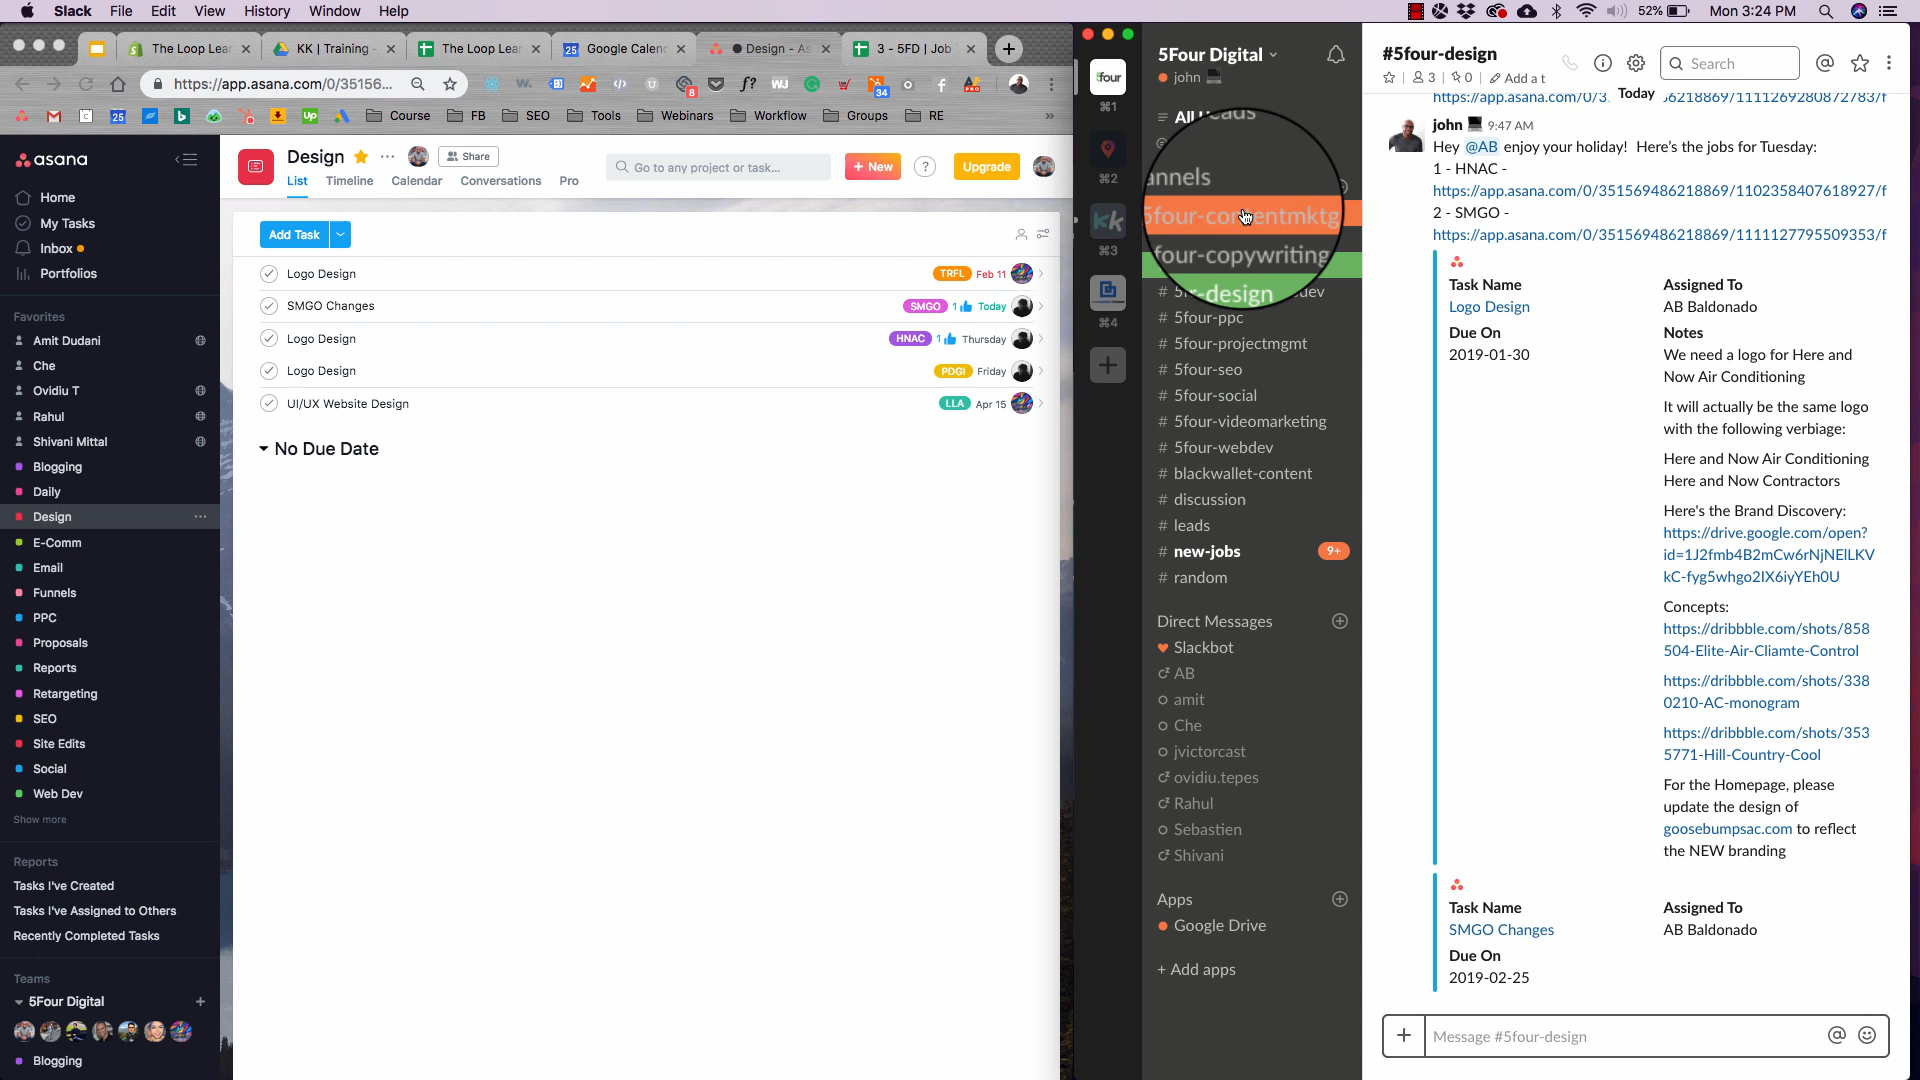 Slack File Edit View History Window Help
52% Mon 3:24 PM
The Loop Lear
KK | Training -
The Loop Lear
Google Calen
Design - As
3 - 5FD | Job
https://app.asana.com/0/35156...
Course FB SEO Tools Webinars Workflow Groups RE
asana
Home
My Tasks
Inbox
Portfolios
Favorites
Amit Dudani
Che
Ovidiu T
Rahul
Shivani Mittal
Blogging
Daily
Design
E-Comm
Email
Funnels
PPC
Proposals
Reports
Retargeting
SEO
Site Edits
Social
Web Dev
Show more
Reports
Tasks I've Created
Tasks I've Assigned to Others
Recently Completed Tasks
Teams
5Four Digital
Blogging
Design
Share
List Timeline Calendar Conversations Pro
Go to any project or task...
+ New
?
Upgrade
Add Task
Logo Design TRFL Feb 11
SMGO Changes SMGO 1 Today
Logo Design HNAC 1 Thursday
Logo Design PDGI Friday
UI/UX Website Design LLA Apr 15
No Due Date
four
⌘1
⌘2
⌘3
⌘4
5Four Digital
john
annels
5four-contentmktg
four-copywriting
r-design
# 5four-ppc
# 5four-projectmgmt
# 5four-seo
# 5four-social
# 5four-videomarketing
# 5four-webdev
# blackwallet-content
# discussion
# leads
# new-jobs 9+
# random
Direct Messages
Slackbot
AB
amit
Che
jvictorcast
ovidiu.tepes
Rahul
Sebastien
Shivani
Apps
Google Drive
+ Add apps
#5four-design
3 0 Add a t
Search
Today
john 9:47 AM
Hey @AB enjoy your holiday! Here's the jobs for Tuesday:
1 - HNAC -
https://app.asana.com/0/351569486218869/1102358407618927/f
2 - SMGO -
https://app.asana.com/0/351569486218869/1111127795509353/f
Task Name Assigned To
Logo Design AB Baldonado
Due On Notes
2019-01-30 We need a logo for Here and
Now Air Conditioning
It will actually be the same logo
with the following verbiage:
Here and Now Air Conditioning
Here and Now Contractors
Here's the Brand Discovery:
https://drive.google.com/open?
id=1J2fmb4B2mCw6rNjNElLKV
kC-fyg5whgo2IX6iyYEh0U
Concepts:
https://dribbble.com/shots/858
504-Elite-Air-Cliamte-Control
https://dribbble.com/shots/338
0210-AC-monogram
https://dribbble.com/shots/353
5771-Hill-Country-Cool
For the Homepage, please
update the design of
goosebumpsac.com to reflect
the NEW branding
Task Name Assigned To
SMGO Changes AB Baldonado
Due On
2019-02-25
Message #5four-design